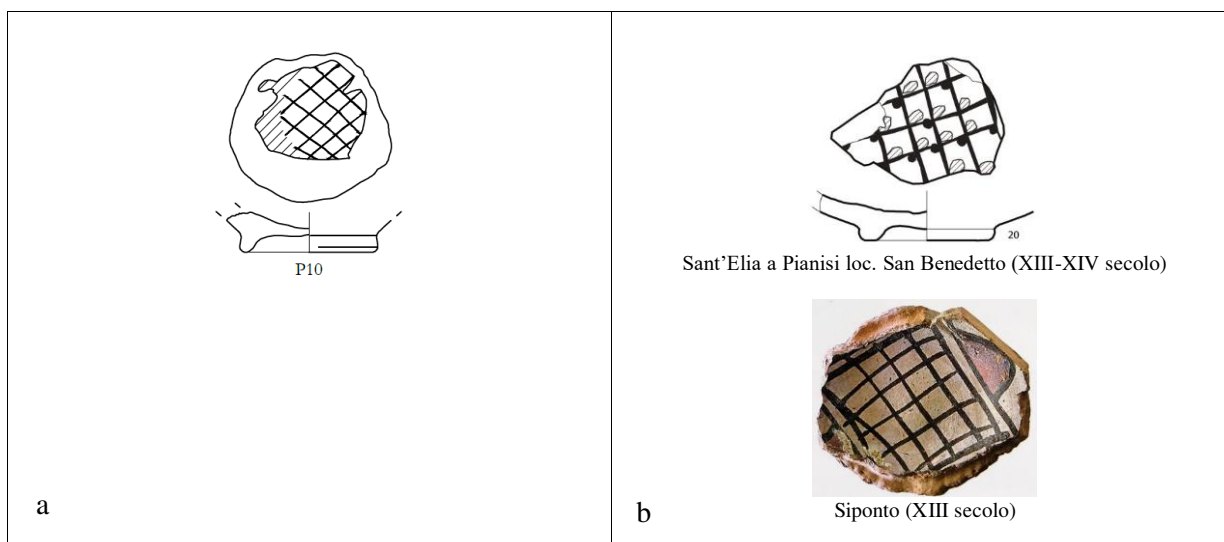 P10
a
20
Sant’Elia a Pianisi loc. San Benedetto (XIII-XIV secolo)
Siponto (XIII secolo)
b